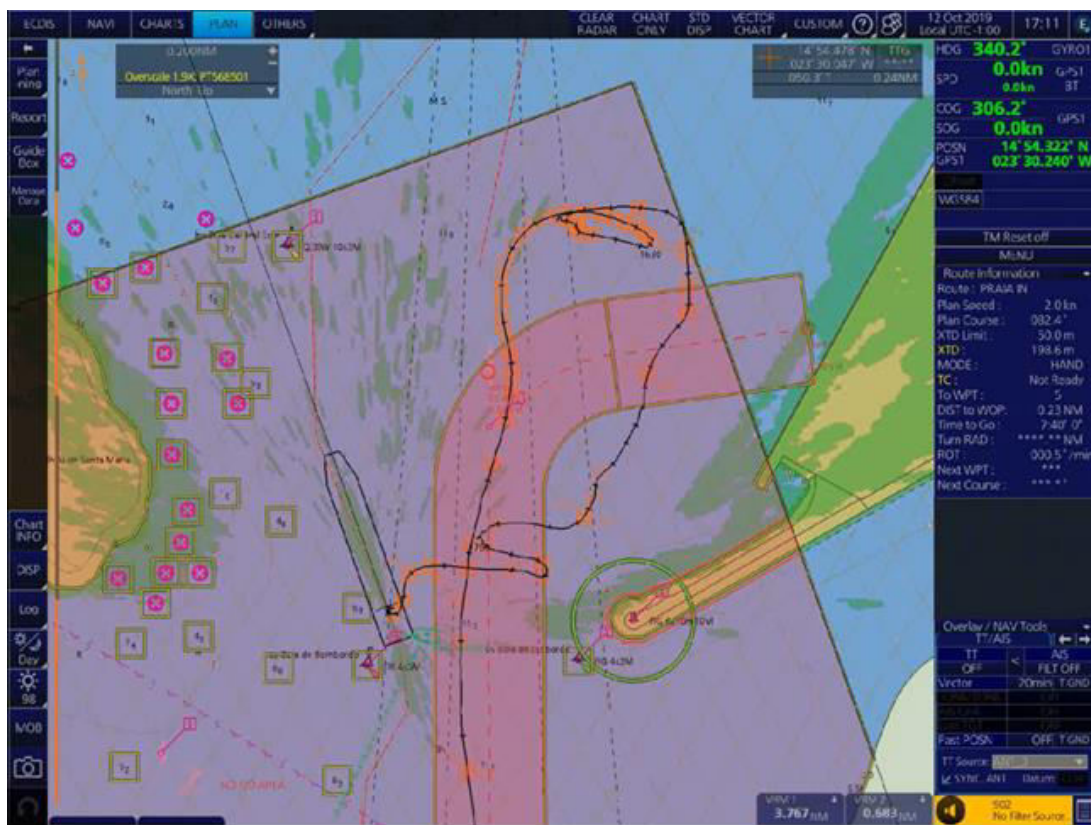 ECDIS NAVI CHARTS PLAN OTHERS
CLEAR RADAR
CHART ONLY
STD DISP
VECTOR CHART
CUSTOM
12 Oct 2019
Local UTC-1:00
17:11
0.200NM
Overscale 1.9K, PT568501
North Up
14°54.478' N TTG
023°30.047' W
050.3°T 0.24NM
Planning
Report
Guide Box
Manage Data
Chart INFO
DISP
Log
Day
98
MOB
HDG 340.2° GYRO1
SPD 0.0kn GPS1
0.0kn BT
COG 306.2° GPS1
SOG 0.0kn
POSN 14°54.322' N
GPS1 023°30.240' W
WGS84
TM Reset off
MENU
Route Information
Route : PRAIA IN
Plan Speed : 2.0 kn
Plan Course : 082.4°
XTD Limit : 50.0 m
XTD : 198.6 m
MODE : HAND
TC : Not Ready
To WPT : 5
DIST to WOP: 0.23 NM
Time to Go : 7:40' 0"
Turn RAD : **** ** NM
ROT : 000.5°/min
Next WPT : ***
Next Course : *** *°
Overlay / NAV Tools
TT/AIS
TT AIS
OFF < FILT OFF
Vector 20min T.GND
Past POSN OFF T.GND
TT Source:
SYNC. ANT Datum:
502
No Filter Source...
VRM 1
3.767 NM
VRM 2
0.683 NM
NO GO AREA